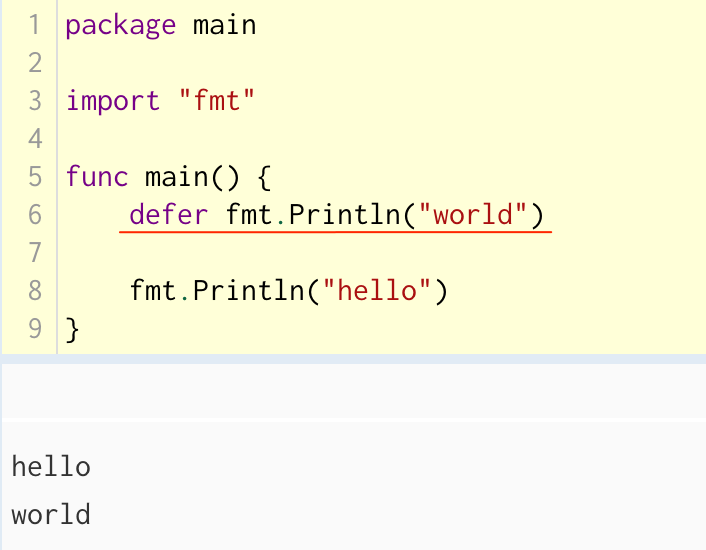 1 package main
2
3 import "fmt"
4
5 func main() {
6     defer fmt.Println("world")
7
8     fmt.Println("hello")
9 }
hello
world